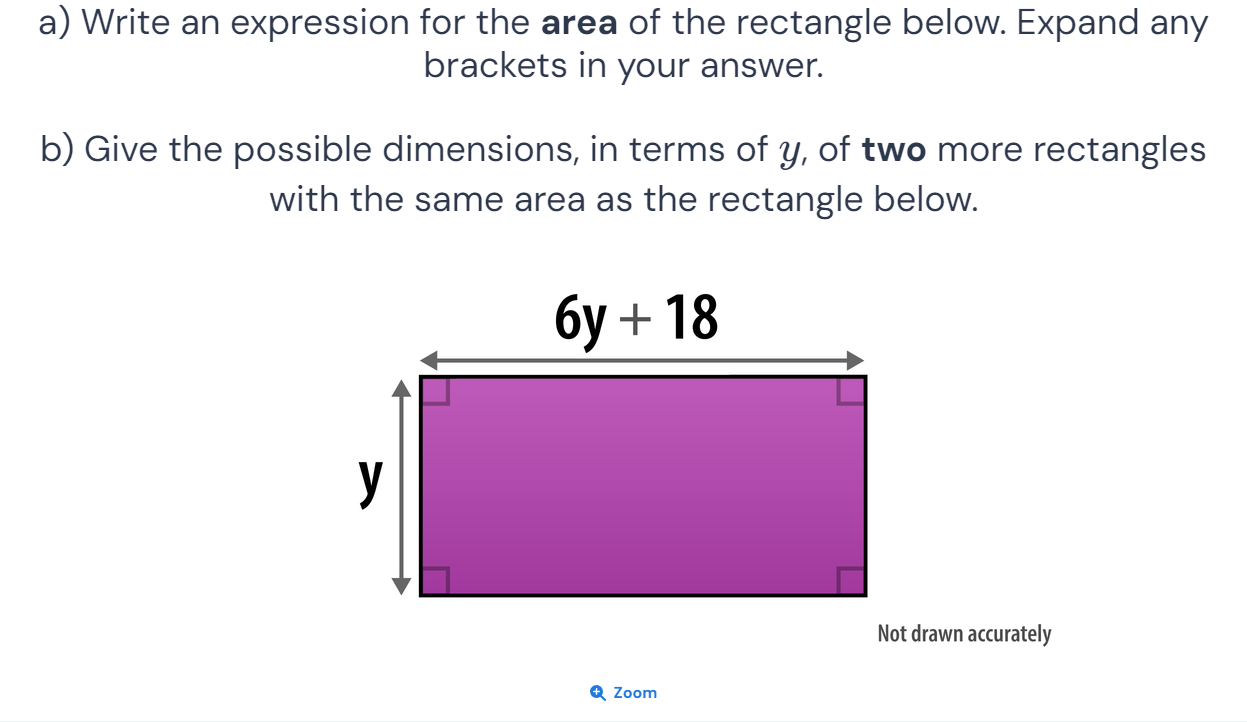 a) Write an expression for the area of the rectangle below. Expand any
brackets in your answer.
b) Give the possible dimensions, in terms of y, of two more rectangles
with the same area as the rectangle below.
6y + 18
y
Not drawn accurately
Zoom